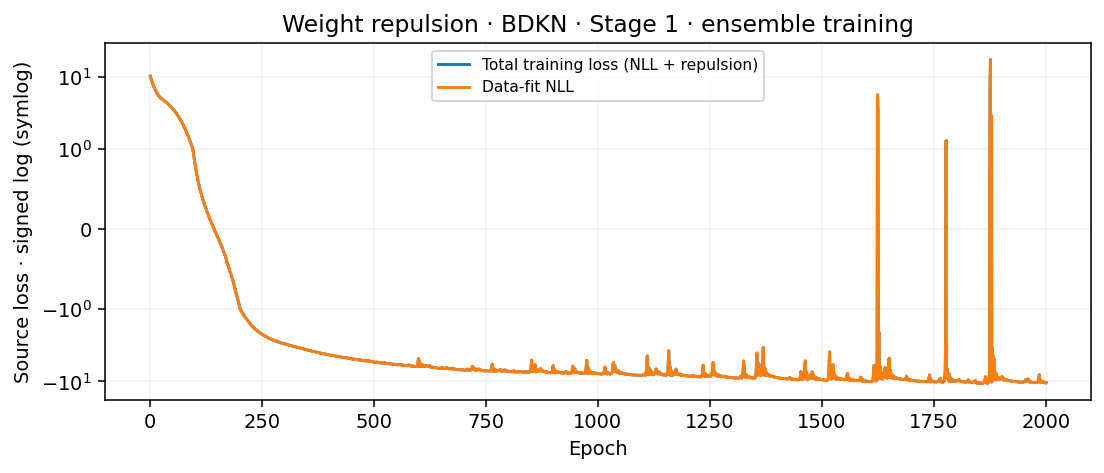 Weight repulsion · BDKN · Stage 1 · ensemble training
Total training loss (NLL + repulsion)
Data-fit NLL
Source loss · signed log (symlog)
10¹
10⁰
0
−10⁰
−10¹
0 250 500 750 1000 1250 1500 1750 2000
Epoch